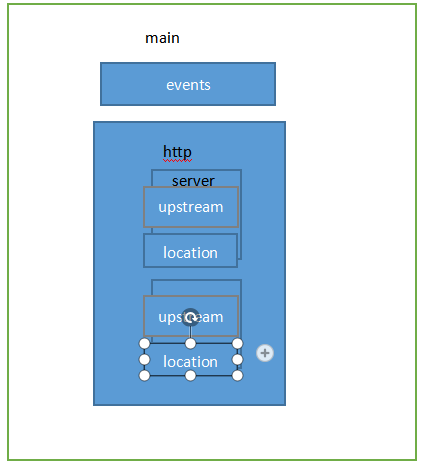 main
events
http
server
upstream
location
upstream
location